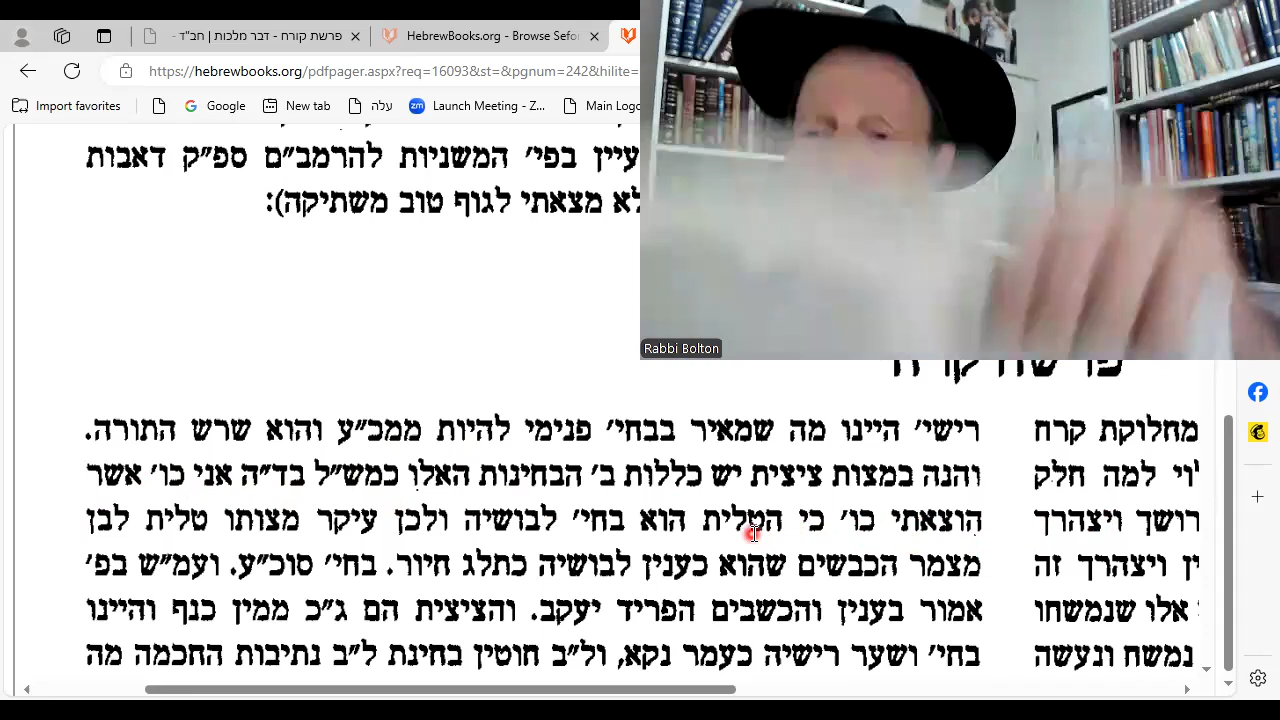 פרשת קורח - דבר מלכות | חב"ד -
HebrewBooks.org - Browse Sefor
https://hebrewbooks.org/pdfpager.aspx?req=16093&st=&pgnum=242&hilite=
Import favorites
Google
New tab
עלה
Launch Meeting - Z...
Main Logo
עיין בפי׳ המשניות להרמב״ם ספ״ק דאבות
לא מצאתי לגוף טוב משתיקה):
Rabbi Bolton
פרשת קרח
מחלוקת קרח
לוי למה חלק
רושך ויצהרך
ין ויצהרך זה
אלו שנמשחו
נמשח ונעשה
רישי׳ היינו מה שמאיר בבחי׳ פנימי להיות ממכ״ע והוא שרש התורה.
והנה במצות ציצית יש כללות ב׳ הבחינות האלו כמש״ל בד״ה אני כו׳ אשר
הוצאתי כו׳ כי הטלית הוא בחי׳ לבושיה ולכן עיקר מצותו טלית לבן
מצמר הכבשים שהוא כענין לבושיה כתלג חיור. בחי׳ סוכ״ע. ועמ״ש בפ׳
אמור בענין והכשבים הפריד יעקב. והציצית הם ג״כ ממין כנף והיינו
בחי׳ ושער רישיה כעמר נקא, ול״ב חוטין בחינת ל״ב נתיבות החכמה מה